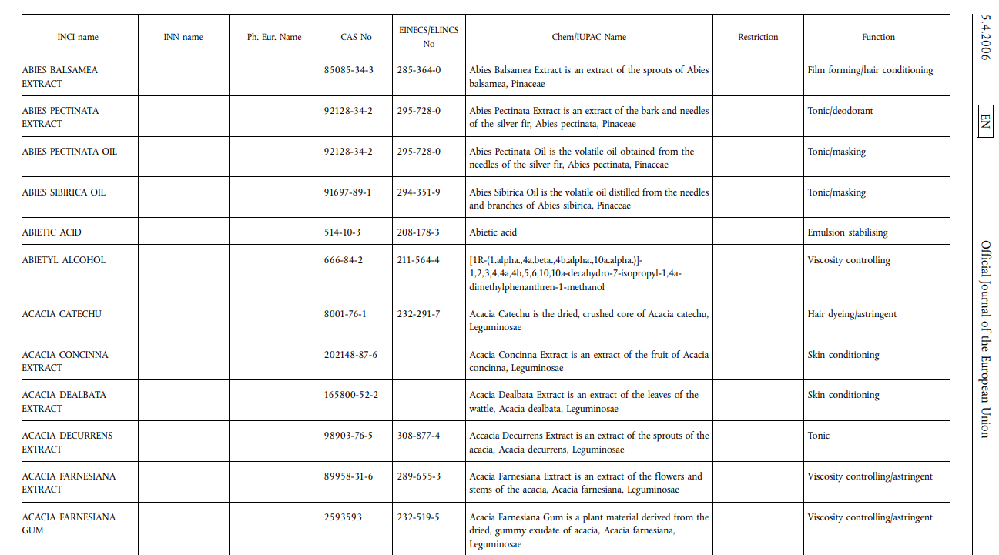 INCI name INN name Ph. Eur. Name CAS No EINECS/ELINCS No Chem/IUPAC Name Restriction Function
ABIES BALSAMEA EXTRACT 85085-34-3 285-364-0 Abies Balsamea Extract is an extract of the sprouts of Abies balsamea, Pinaceae Film forming/hair conditioning
ABIES PECTINATA EXTRACT 92128-34-2 295-728-0 Abies Pectinata Extract is an extract of the bark and needles of the silver fir, Abies pectinata, Pinaceae Tonic/deodorant
ABIES PECTINATA OIL 92128-34-2 295-728-0 Abies Pectinata Oil is the volatile oil obtained from the needles of the silver fir, Abies pectinata, Pinaceae Tonic/masking
ABIES SIBIRICA OIL 91697-89-1 294-351-9 Abies Sibirica Oil is the volatile oil distilled from the needles and branches of Abies sibirica, Pinaceae Tonic/masking
ABIETIC ACID 514-10-3 208-178-3 Abietic acid Emulsion stabilising
ABIETYL ALCOHOL 666-84-2 211-564-4 [1R-(1.alpha.,4a.beta.,4b.alpha.,10a.alpha.)]-1,2,3,4,4a,4b,5,6,10,10a-decahydro-7-isopropyl-1,4a-dimethylphenanthren-1-methanol Viscosity controlling
ACACIA CATECHU 8001-76-1 232-291-7 Acacia Catechu is the dried, crushed core of Acacia catechu, Leguminosae Hair dyeing/astringent
ACACIA CONCINNA EXTRACT 202148-87-6 Acacia Concinna Extract is an extract of the fruit of Acacia concinna, Leguminosae Skin conditioning
ACACIA DEALBATA EXTRACT 165800-52-2 Acacia Dealbata Extract is an extract of the leaves of the wattle, Acacia dealbata, Leguminosae Skin conditioning
ACACIA DECURRENS EXTRACT 98903-76-5 308-877-4 Accacia Decurrens Extract is an extract of the sprouts of the acacia, Acacia decurrens, Leguminosae Tonic
ACACIA FARNESIANA EXTRACT 89958-31-6 289-655-3 Acacia Farnesiana Extract is an extract of the flowers and stems of the acacia, Acacia farnesiana, Leguminosae Viscosity controlling/astringent
ACACIA FARNESIANA GUM 2593593 232-519-5 Acacia Farnesiana Gum is a plant material derived from the dried, gummy exudate of acacia, Acacia farnesiana, Leguminosae Viscosity controlling/astringent
5.4.2006
EN
Official Journal of the European Union